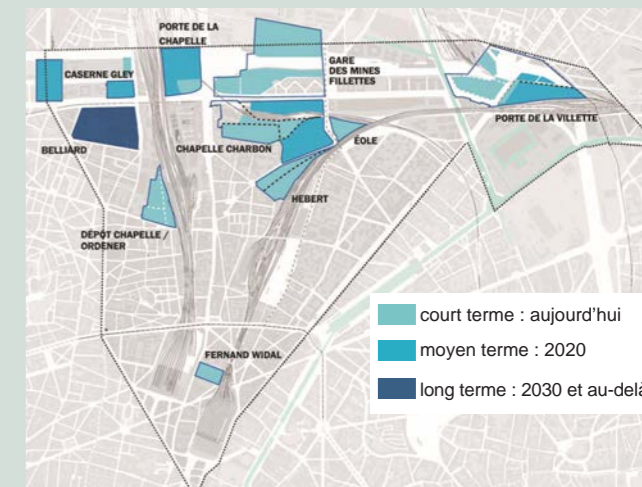 PORTE DE LA
CHAPELLE
CASERNE GLEY
GARE
DES MINES
FILLETTES
PORTE DE LA VILLETTE
BELLIARD
CHAPELLE CHARBON
ÉOLE
HEBERT
DÉPÔT CHAPELLE /
ORDENER
FERNAND WIDAL
court terme : aujourd'hui
moyen terme : 2020
long terme : 2030 et au-delà